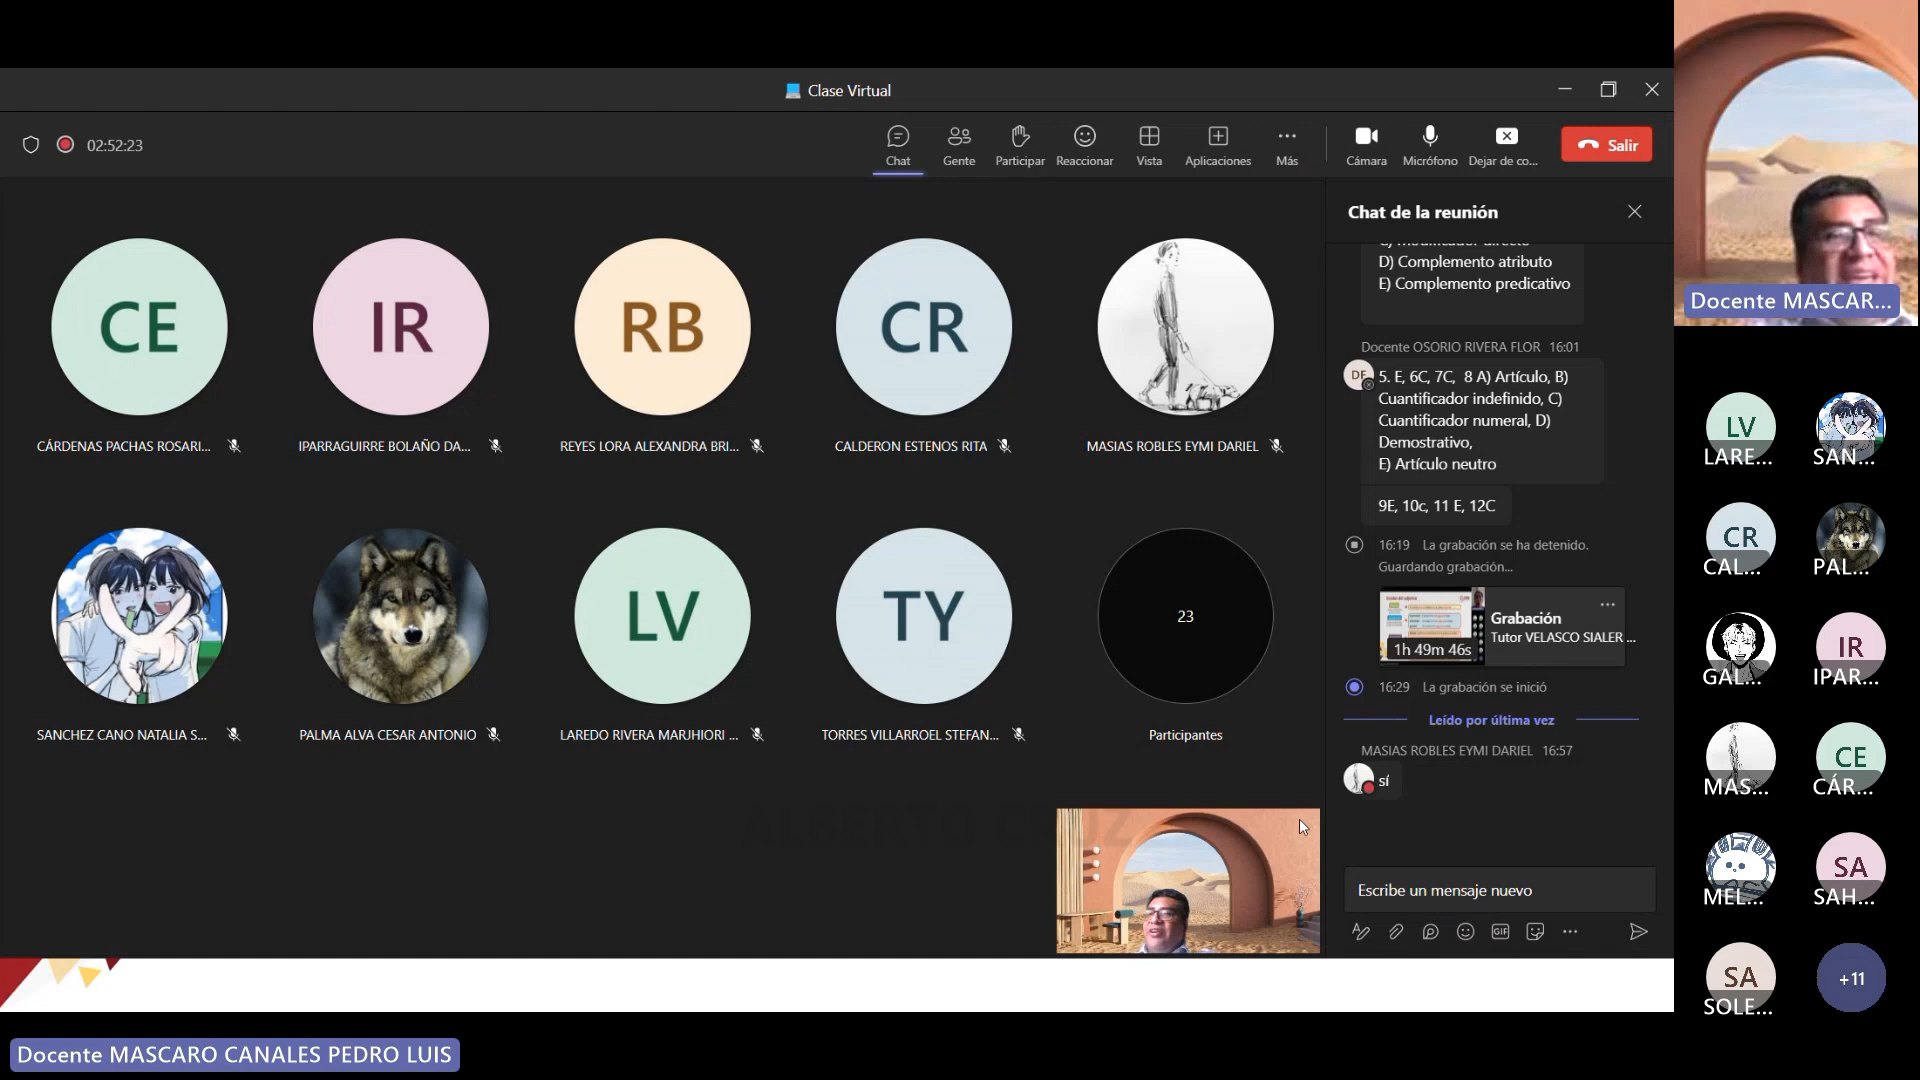 Clase Virtual
02:52:23
Chat
Gente
Participar
Reaccionar
Vista
Aplicaciones
Más
Cámara
Micrófono
Dejar de co...
Salir
CE
IR
RB
CR
CÁRDENAS PACHAS ROSARI...
IPARRAGUIRRE BOLAÑO DA...
REYES LORA ALEXANDRA BRI...
CALDERON ESTENOS RITA
MASIAS ROBLES EYMI DARIEL
LV
TY
23
SANCHEZ CANO NATALIA S...
PALMA ALVA CESAR ANTONIO
LAREDO RIVERA MARJHIORI ...
TORRES VILLARROEL STEFAN...
Participantes
Chat de la reunión
D) Complemento atributo
E) Complemento predicativo
Docente OSORIO RIVERA FLOR 16:01
DF
5. E, 6C, 7C, 8 A) Artículo, B)
Cuantificador indefinido, C)
Cuantificador numeral, D)
Demostrativo,
E) Artículo neutro
9E, 10c, 11 E, 12C
16:19 La grabación se ha detenido.
Guardando grabación...
Grabación
Tutor VELASCO SIALER ...
1h 49m 46s
16:29 La grabación se inició
Leído por última vez
MASIAS ROBLES EYMI DARIEL 16:57
sí
Escribe un mensaje nuevo
GIF
Docente MASCAR...
LV
LARE...
SAN...
CR
CAL...
PAL...
GAL...
IR
IPAR...
MAS...
CE
CÁR...
MEL...
SA
SAH...
SA
SOLE...
+11
Docente MASCARO CANALES PEDRO LUIS